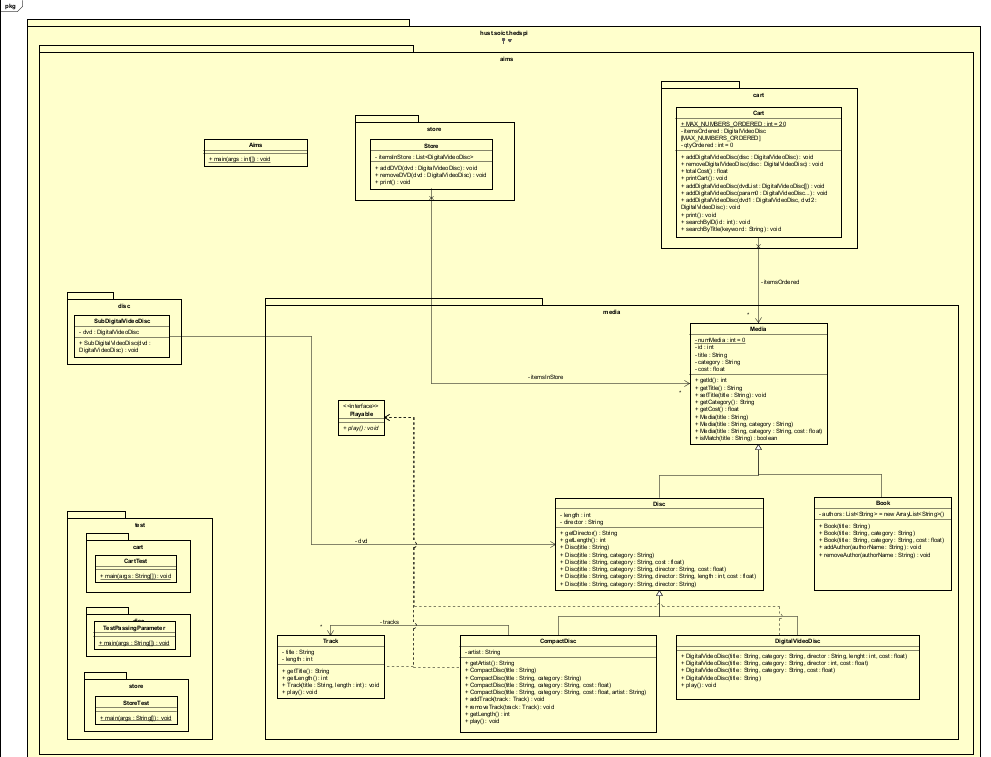 pkg
hust.soict.hedspi
aims
cart
Cart
+ MAX_NUMBERS_ORDERED : int = 20
- itemsOrdered : DigitalVideoDisc
[MAX_NUMBERS_ORDERED]
- qtyOrdered : int = 0
+ addDigitalVideoDisc(disc : DigitalVideoDisc) : void
+ removeDigitalVideoDisc(disc : DigitalVideoDisc) : void
+ totalCost() : float
+ printCart() : void
+ addDigitalVideoDisc(dvdList : DigitalVideoDisc[]) : void
+ addDigitalVideoDisc(param0 : DigitalVideoDisc...) : void
+ addDigitalVideoDisc(dvd1 : DigitalVideoDisc, dvd2 :
DigitalVideoDisc) : void
+ print() : void
+ searchByID(id : int) : void
+ searchByTitle(keyword : String) : void
store
Store
- itemsInStore : List<DigitalVideoDisc>
+ addDVD(dvd : DigitalVideoDisc) : void
+ removeDVD(dvd : DigitalVideoDisc) : void
+ print() : void
Aims
+ main(args : int[]) : void
- itemsOrdered
*
disc
SubDigitalVideoDisc
- dvd : DigitalVideoDisc
+ SubDigitalVideoDisc(dvd :
DigitalVideoDisc) : void
media
Media
- numMedia : int = 0
- id : int
- title : String
- category : String
- cost : float
+ getId() : int
+ getTitle() : String
+ setTitle(title : String) : void
+ getCategory() : String
+ getCost() : float
+ Media(title : String)
+ Media(title : String, category : String)
+ Media(title : String, category : String, cost : float)
+ isMatch(title : String) : boolean
- itemsInStore
*
<<interface>>
Playable
+ play() : void
Disc
- length : int
- director : String
+ getDirector() : String
+ getLength() : int
+ Disc(title : String)
+ Disc(title : String, category : String)
+ Disc(title : String, category : String, cost : float)
+ Disc(title : String, category : String, director : String, cost : float)
+ Disc(title : String, category : String, director : String, length : int, cost : float)
+ Disc(title : String, category : String, director : String)
Book
- authors : List<String> = new ArrayList<String>()
+ Book(title : String)
+ Book(title : String, category : String)
+ Book(title : String, category : String, cost : float)
+ addAuthor(authorName : String) : void
+ removeAuthor(authorName : String) : void
- dvd
test
cart
CartTest
+ main(args : String[]) : void
TestPassingParameter
+ main(args : String[]) : void
store
StoreTest
+ main(args : String[]) : void
- tracks
*
Track
- title : String
- length : int
+ getTitle() : String
+ getLength() : int
+ Track(title : String, length : int) : void
+ play() : void
CompactDisc
- artist : String
+ getArtist() : String
+ CompactDisc(title : String)
+ CompactDisc(title : String, category : String)
+ CompactDisc(title : String, category : String, cost : float)
+ CompactDisc(title : String, category : String, cost : float, artist : String)
+ addTrack(track : Track) : void
+ removeTrack(track : Track) : void
+ getLength() : int
+ play() : void
DigitalVideoDisc
+ DigitalVideoDisc(title : String, category : String, director : String, lenght : int, cost : float)
+ DigitalVideoDisc(title : String, category : String, director : int, cost : float)
+ DigitalVideoDisc(title : String, category : String, cost : float)
+ DigitalVideoDisc(title : String)
+ play() : void